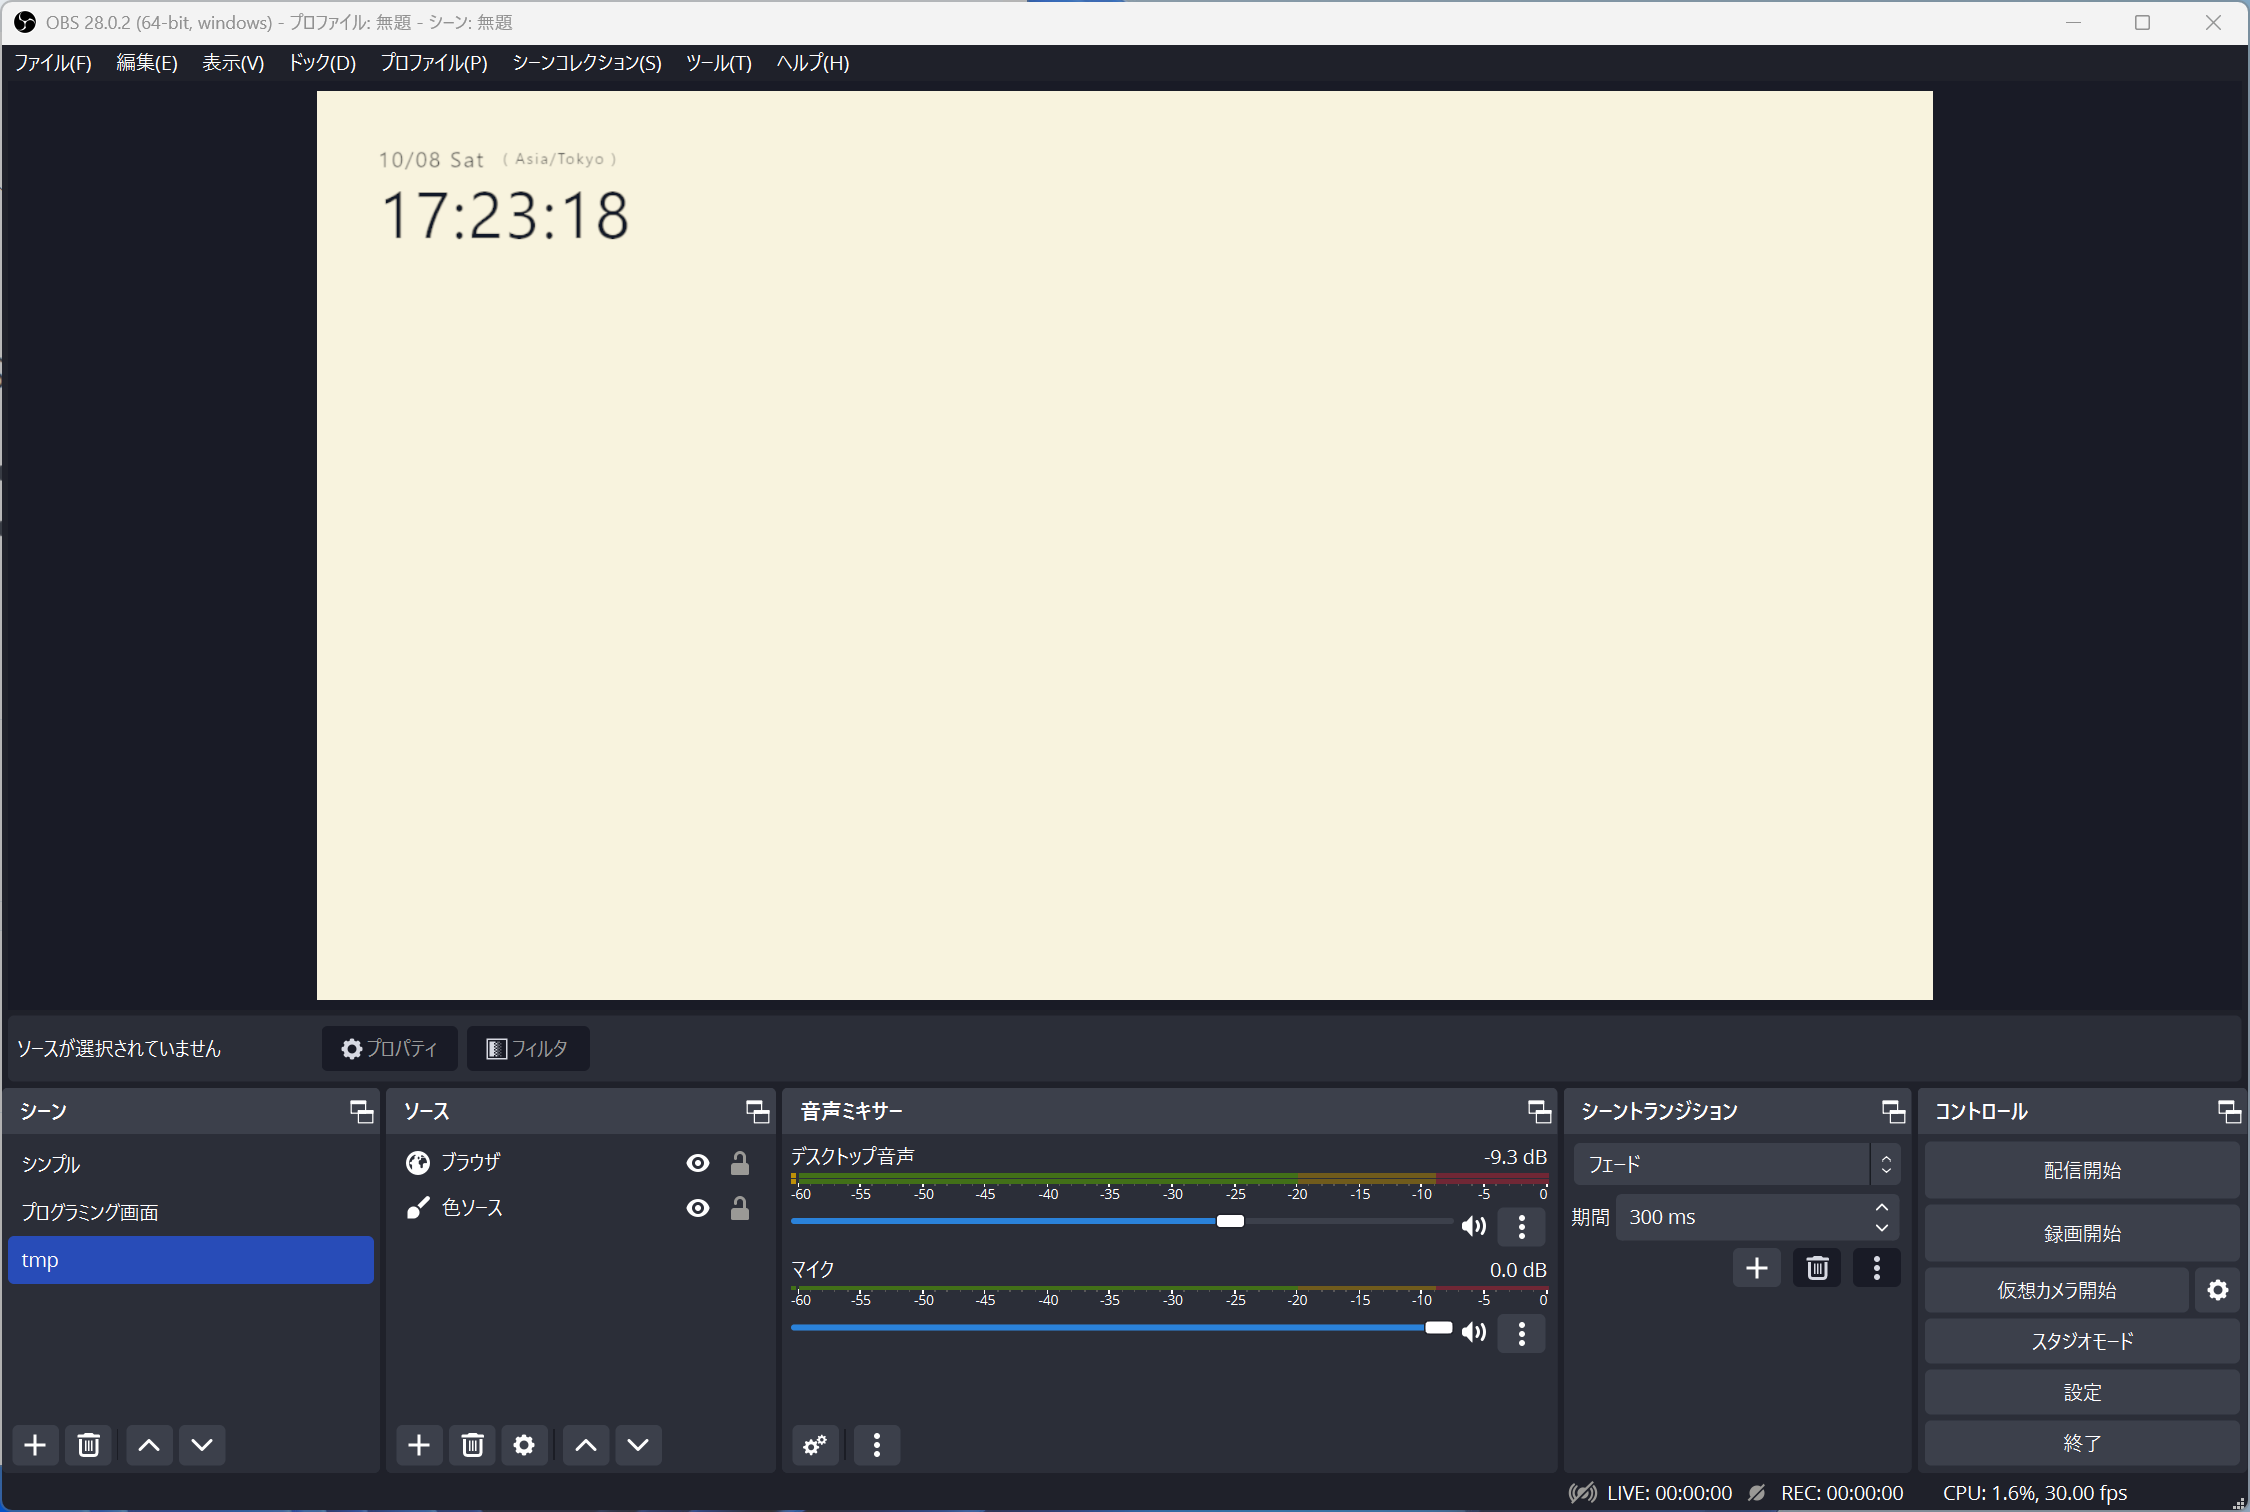 OBS 28.0.2 (64-bit, windows) - プロファイル: 無題 - シーン: 無題
ファイル(F) 編集(E) 表示(V) ドック(D) プロファイル(P) シーンコレクション(S) ツール(T) ヘルプ(H)
10/08 Sat ( Asia/Tokyo )
17:23:18
ソースが選択されていません プロパティ フィルタ
シーン
シンプル
プログラミング画面
tmp
ソース
ブラウザ
色ソース
音声ミキサー
デスクトップ音声 -9.3 dB
-60 -55 -50 -45 -40 -35 -30 -25 -20 -15 -10 -5 0
マイク 0.0 dB
-60 -55 -50 -45 -40 -35 -30 -25 -20 -15 -10 -5 0
シーントランジション
フェード
期間 300 ms
コントロール
配信開始
録画開始
仮想カメラ開始
スタジオモード
設定
終了
LIVE: 00:00:00 REC: 00:00:00 CPU: 1.6%, 30.00 fps